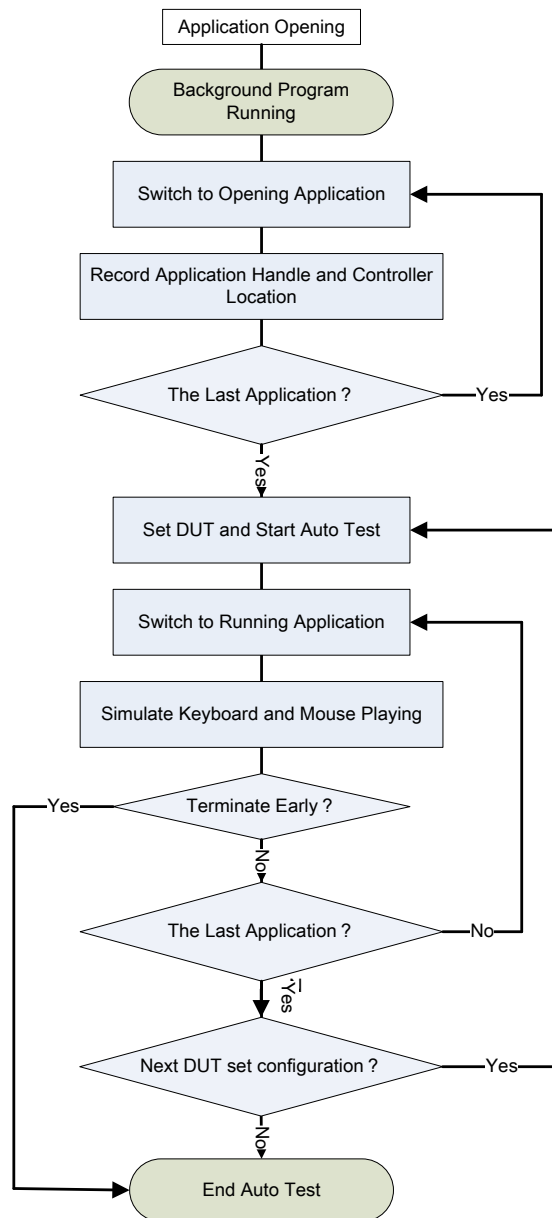 Application Opening
Background Program
Running
Switch to Opening Application
Record Application Handle and Controller
Location
The Last Application ?
Yes
Yes
Set DUT and Start Auto Test
Switch to Running Application
Simulate Keyboard and Mouse Playing
Terminate Early ?
Yes
No
The Last Application ?
No
Yes
Next DUT set configuration ?
Yes
No
End Auto Test